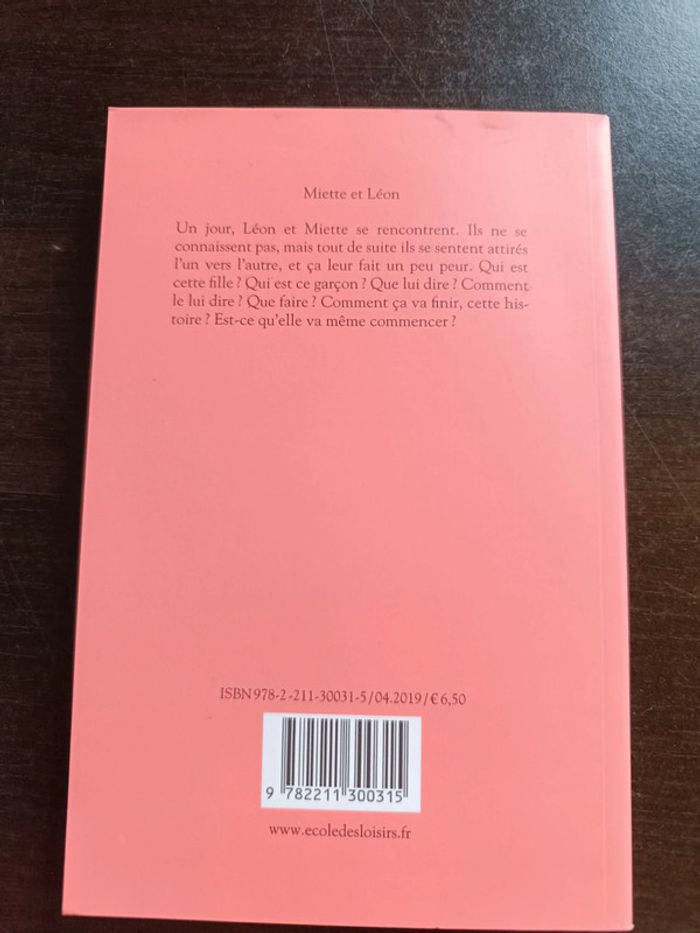 Miette et Léon
Un jour, Léon et Miette se rencontrent. Ils ne se
connaissent pas, mais tout de suite ils se sentent attirés
l'un vers l'autre, et ça leur fait un peu peur. Qui est
cette fille ? Qui est ce garçon ? Que lui dire ? Comment
le lui dire ? Que faire ? Comment ça va finir, cette his-
toire ? Est-ce qu'elle va même commencer ?
ISBN 978-2-211-30031-5/04.2019/€ 6,50
9 782211 300315
www.ecoledesloisirs.fr